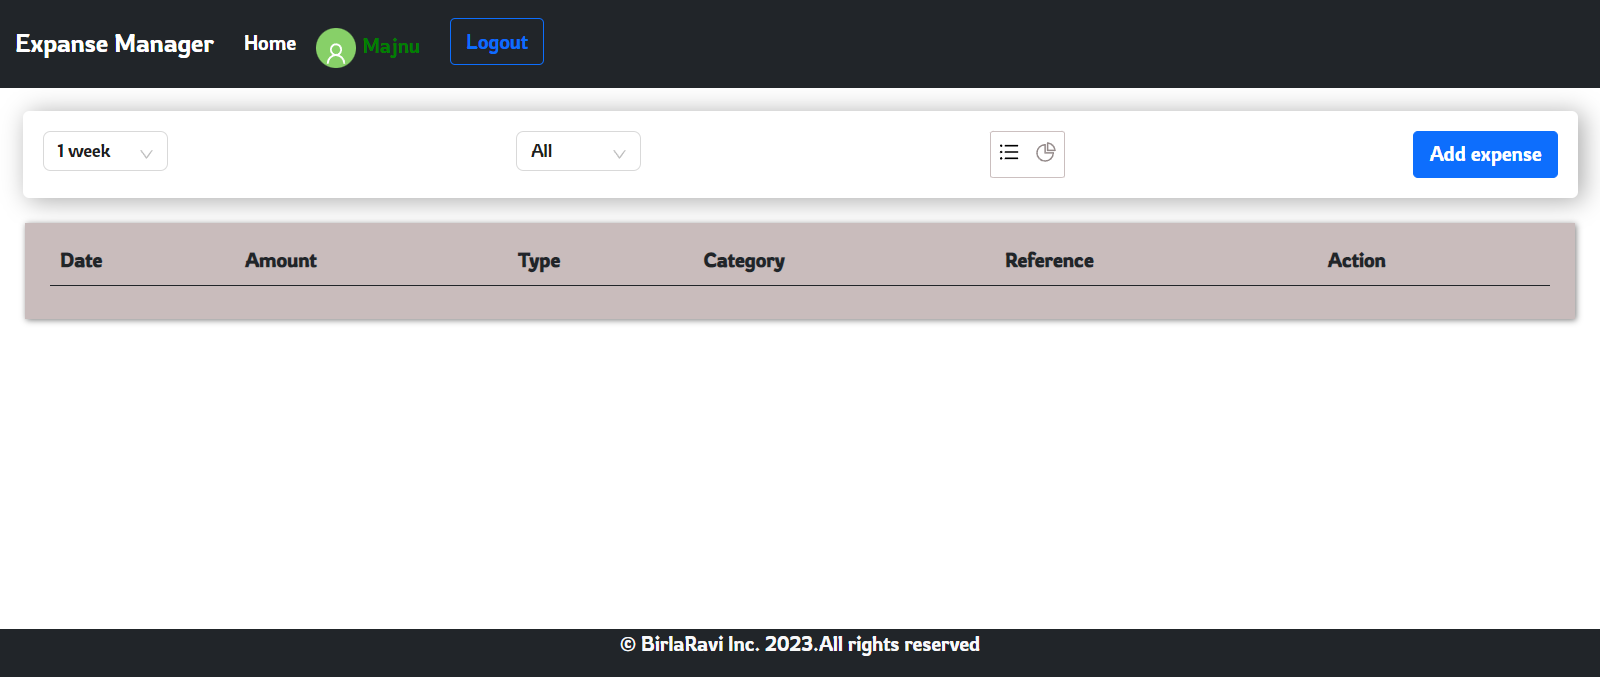 Expanse Manager Home Majnu Logout
1 week All Add expense
Date Amount Type Category Reference Action
© BirlaRavi Inc. 2023.All rights reserved